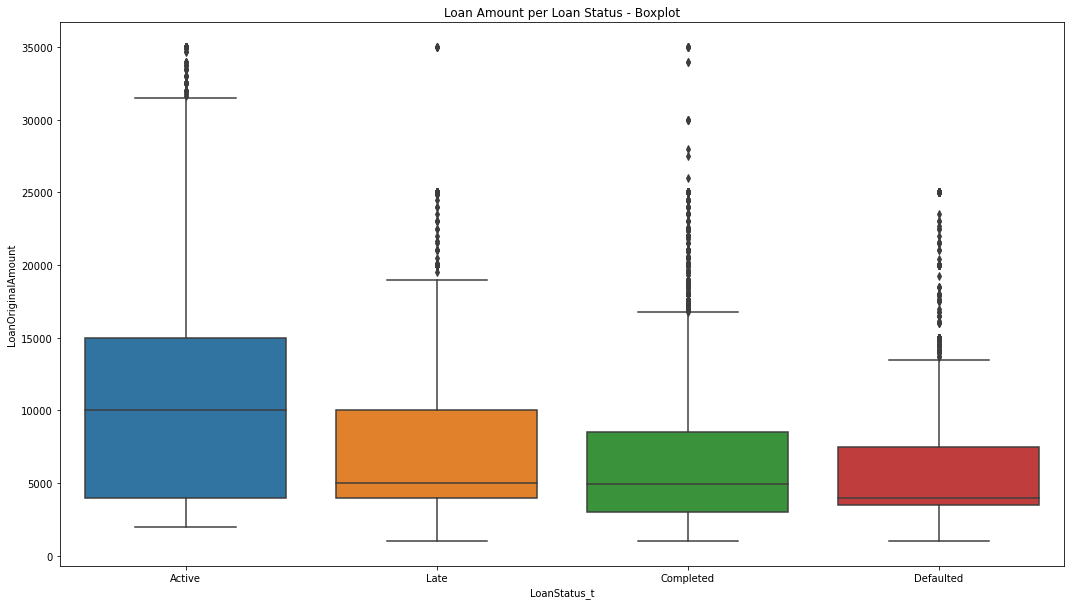 Loan Amount per Loan Status - Boxplot
35000
30000
25000
20000
15000
10000
5000
0
LoanOriginalAmount
Active Late Completed Defaulted
LoanStatus_t